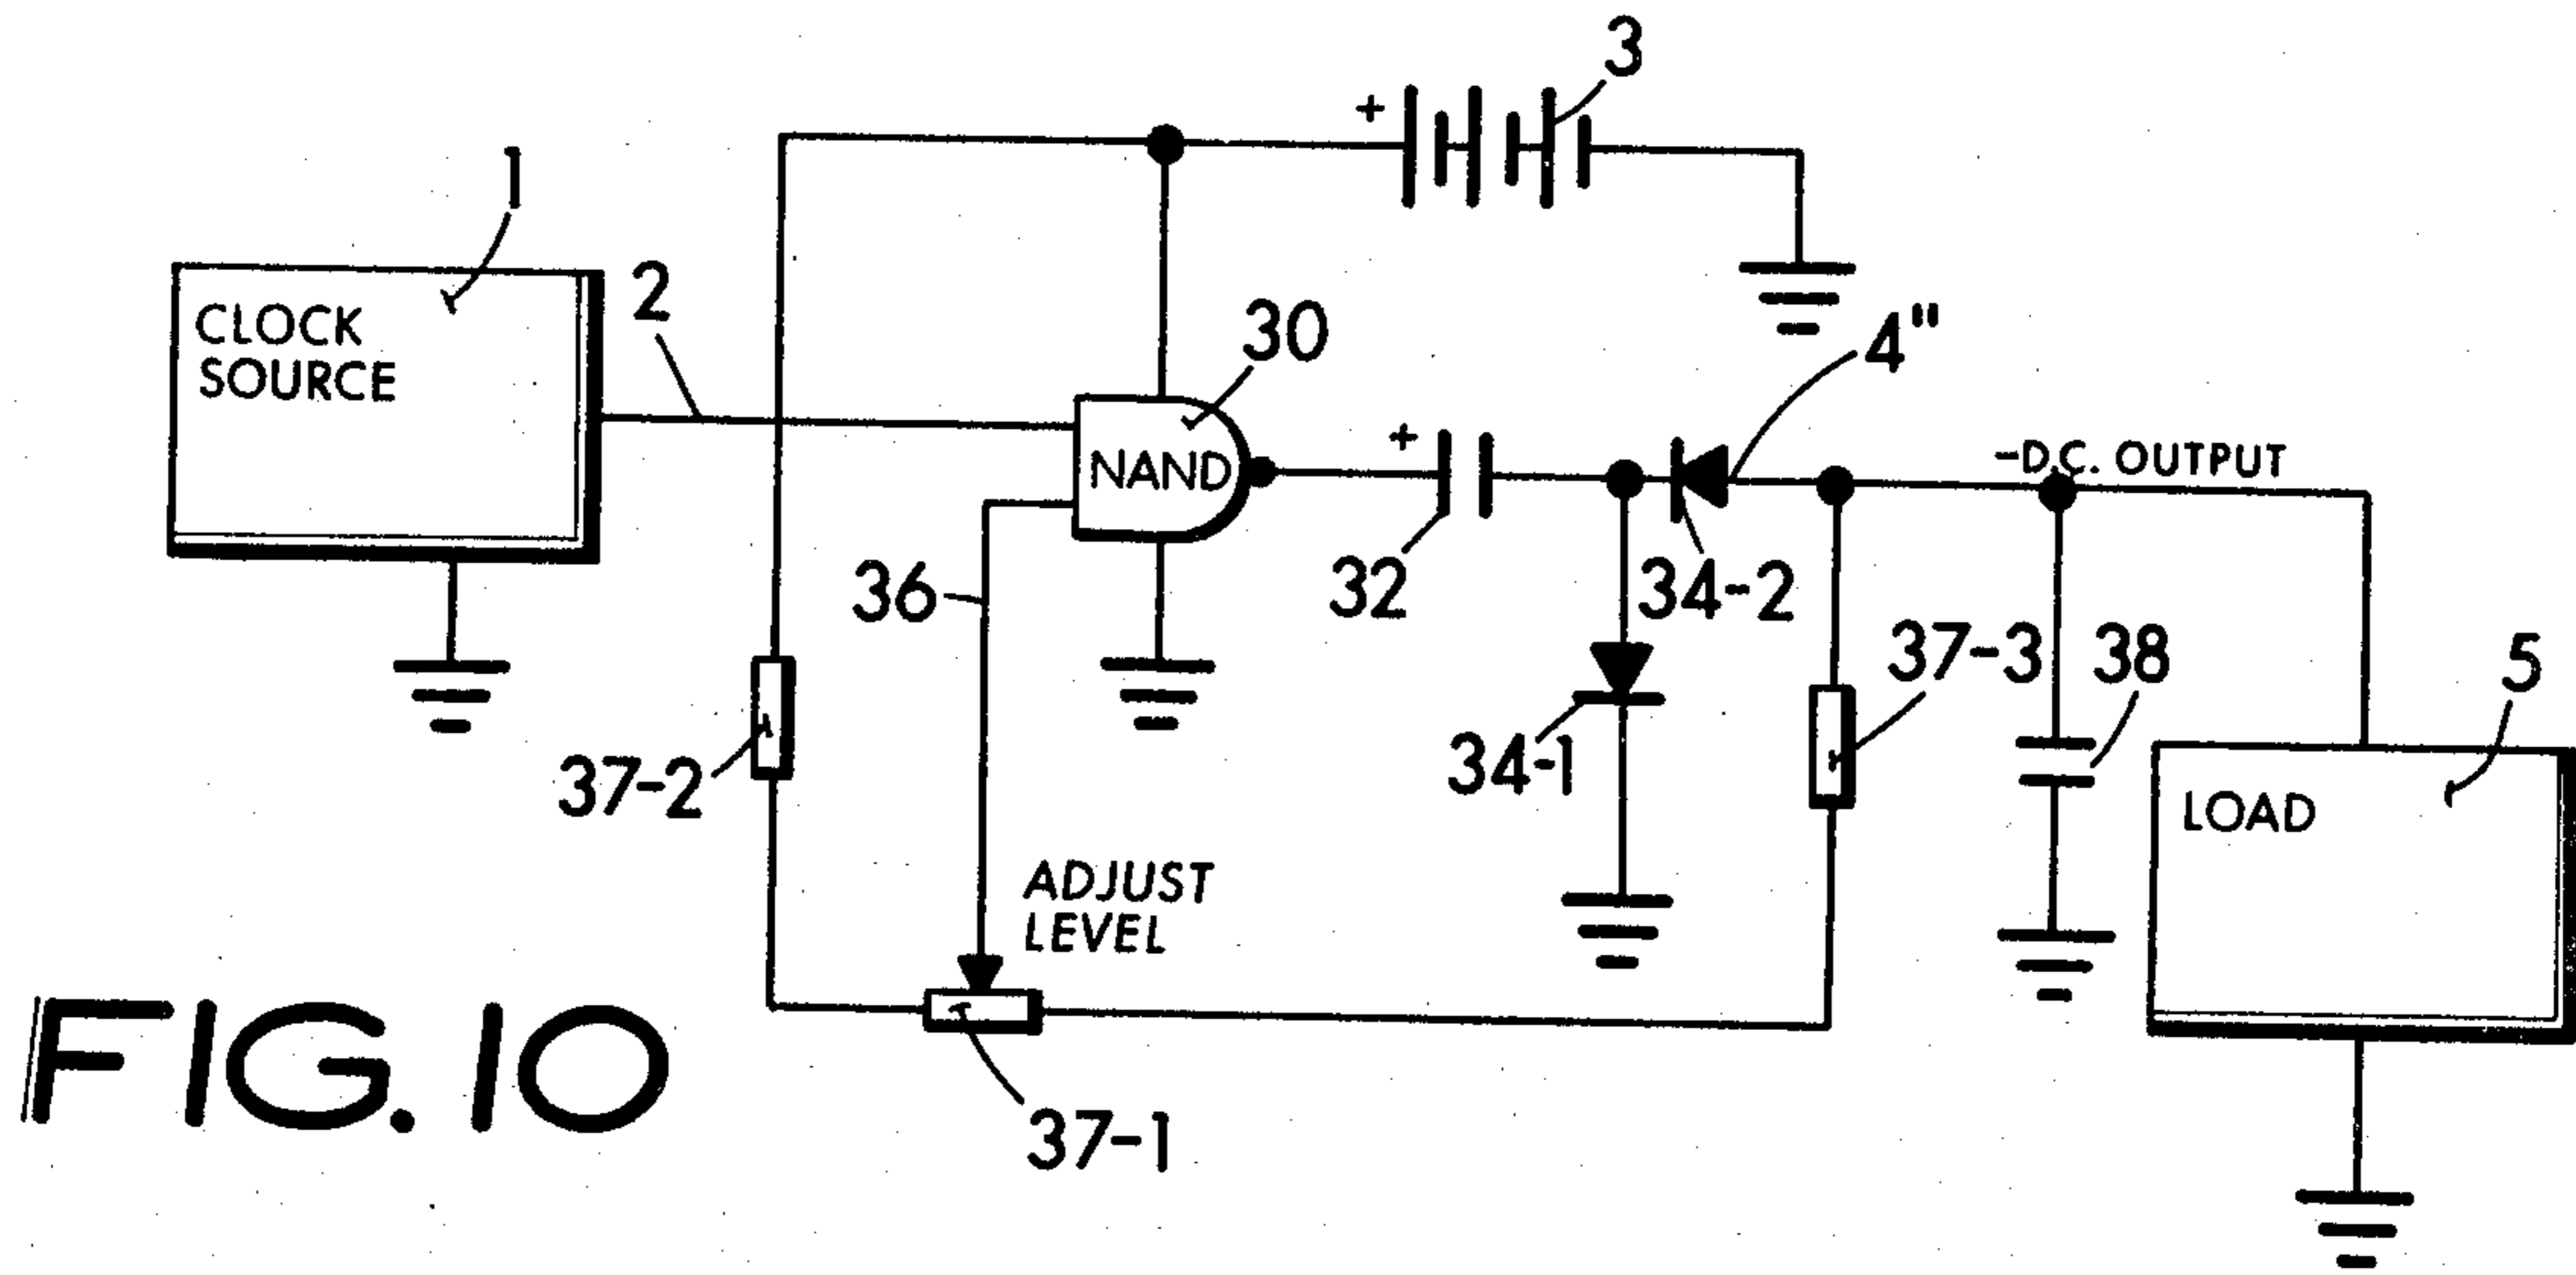 3
+
1
CLOCK
SOURCE
2
30
4"
NAND
+
-D.C. OUTPUT
36
32
34-2
37-3
38
5
37-2
34-1
LOAD
ADJUST
LEVEL
37-1
FIG. 10